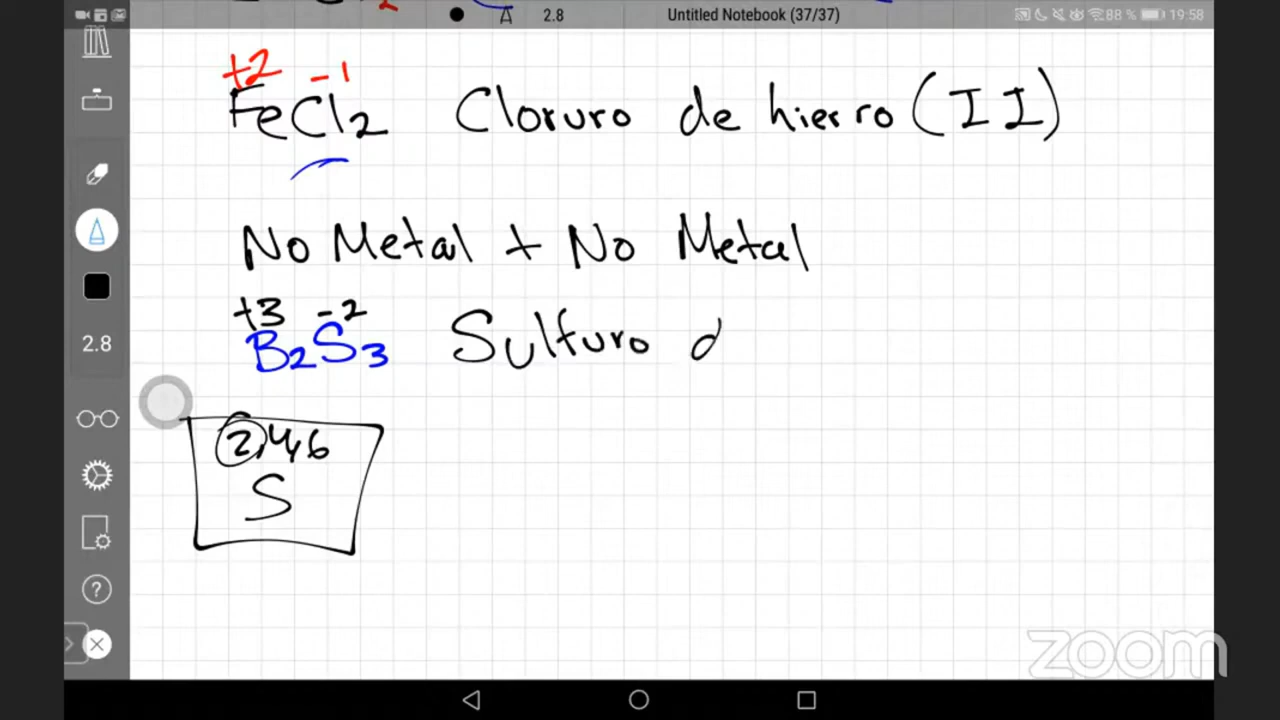 2.8 Untitled Notebook (37/37) 88 % 19:58
+2 -1
FeCl2 Cloruro de hierro (II)
No Metal + No Metal
+3 -2
B2S3 Sulfuro d
2.8
2,4,6
S
?
zoom